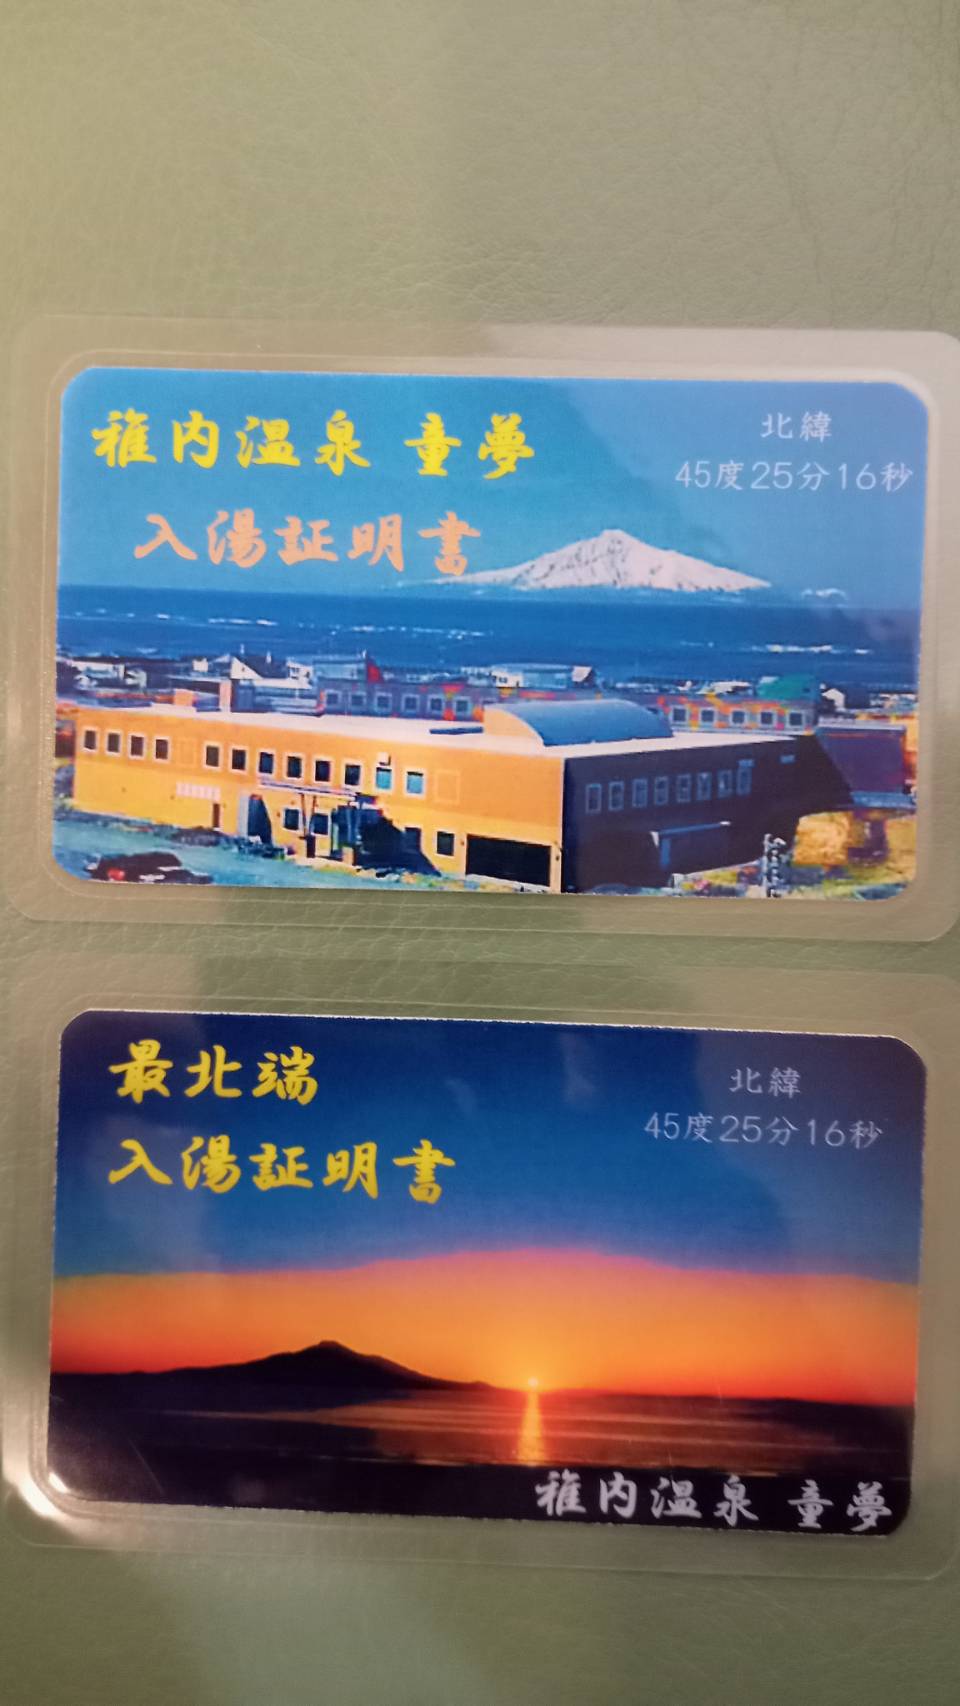 稚内温泉 童夢
入湯証明書
北緯
45度25分16秒
最北端
入湯証明書
北緯
45度25分16秒
稚内温泉 童夢